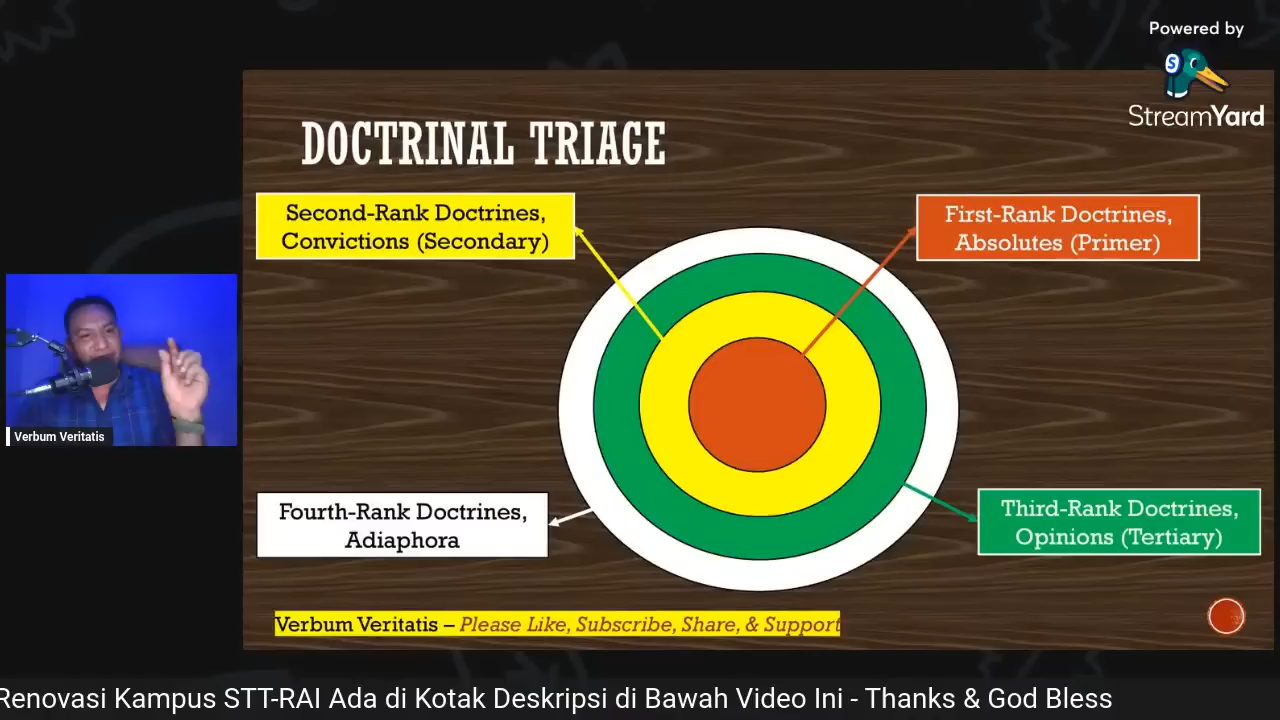 Powered by
StreamYard
DOCTRINAL TRIAGE
Second-Rank Doctrines,
Convictions (Secondary)
First-Rank Doctrines,
Absolutes (Primer)
Verbum Veritatis
Fourth-Rank Doctrines,
Adiaphora
Third-Rank Doctrines,
Opinions (Tertiary)
Verbum Veritatis – Please Like, Subscribe, Share, & Support
Renovasi Kampus STT-RAI Ada di Kotak Deskripsi di Bawah Video Ini - Thanks & God Bless